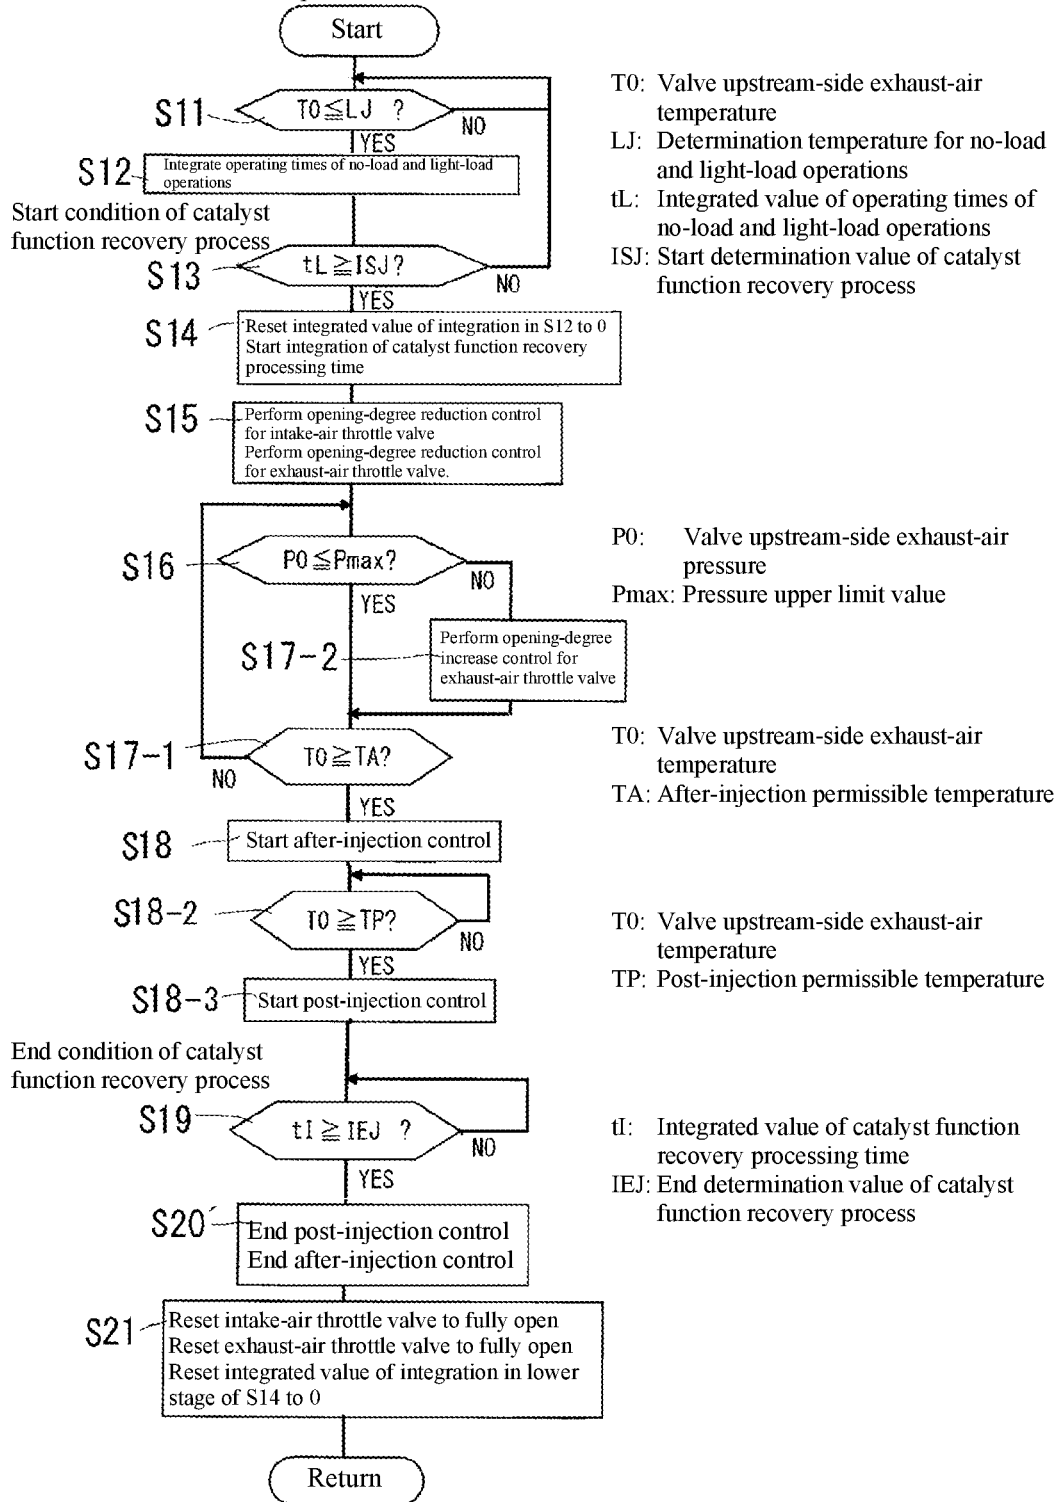 Start
S11
T0≦LJ ?
NO
YES
T0: Valve upstream-side exhaust-air
temperature
LJ: Determination temperature for no-load
and light-load operations
tL: Integrated value of operating times of
no-load and light-load operations
ISJ: Start determination value of catalyst
function recovery process
S12
Integrate operating times of no-load and light-load
operations
Start condition of catalyst
function recovery process
S13
tL≧ISJ?
NO
YES
S14
Reset integrated value of integration in S12 to 0
Start integration of catalyst function recovery
processing time
S15
Perform opening-degree reduction control
for intake-air throttle valve
Perform opening-degree reduction control
for exhaust-air throttle valve.
S16
P0≦Pmax?
NO
YES
P0: Valve upstream-side exhaust-air
pressure
Pmax: Pressure upper limit value
S17-2
Perform opening-degree
increase control for
exhaust-air throttle valve
S17-1
T0≧TA?
NO
YES
T0: Valve upstream-side exhaust-air
temperature
TA: After-injection permissible temperature
S18
Start after-injection control
S18-2
T0≧TP?
NO
YES
T0: Valve upstream-side exhaust-air
temperature
TP: Post-injection permissible temperature
S18-3
Start post-injection control
End condition of catalyst
function recovery process
S19
tI≧IEJ ?
NO
YES
tI: Integrated value of catalyst function
recovery processing time
IEJ: End determination value of catalyst
function recovery process
S20´
End post-injection control
End after-injection control
S21
Reset intake-air throttle valve to fully open
Reset exhaust-air throttle valve to fully open
Reset integrated value of integration in lower
stage of S14 to 0
Return